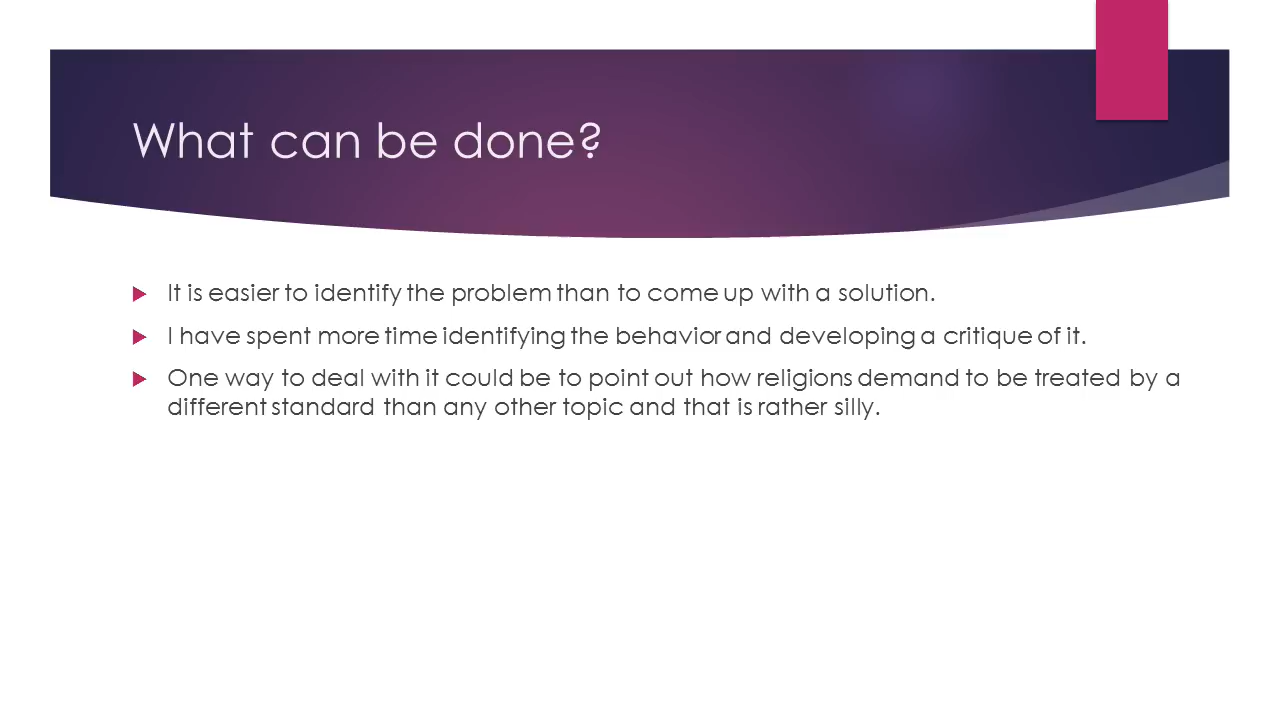 What can be done?
It is easier to identify the problem than to come up with a solution.
I have spent more time identifying the behavior and developing a critique of it.
One way to deal with it could be to point out how religions demand to be treated by a
different standard than any other topic and that is rather silly.